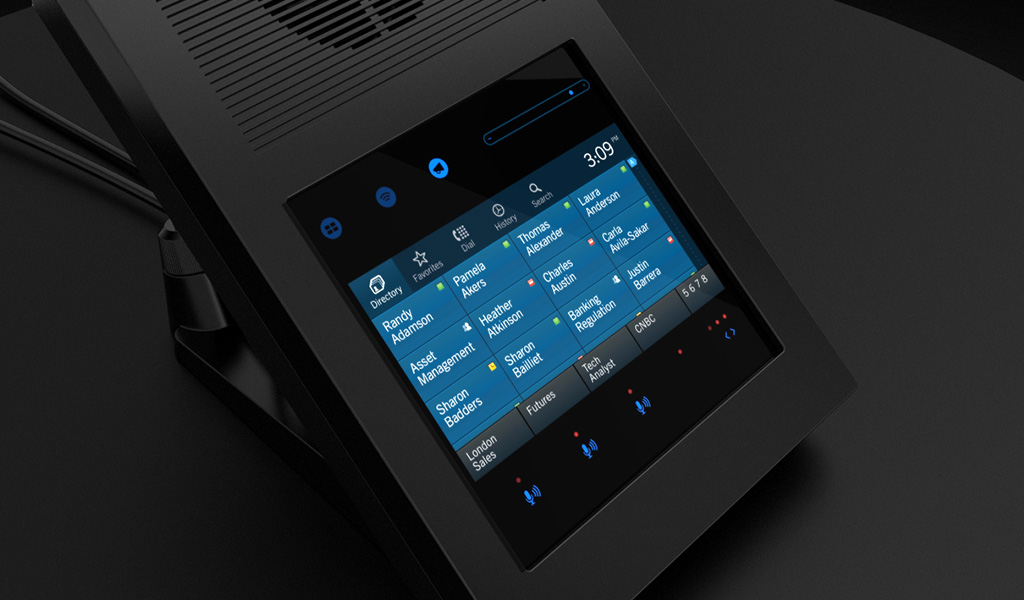 3:09 PM
Directory
Favorites
Dial
History
Search
Randy
Adamson
Pamela
Akers
Thomas
Alexander
Laura
Anderson
Asset
Management
Heather
Atkinson
Charles
Austin
Carla
Avila-Sakar
Sharon
Badders
Sharon
Bailliet
Banking
Regulation
Justin
Barrera
London
Sales
Futures
Tech
Analyst
CNBC
5 6 7 8